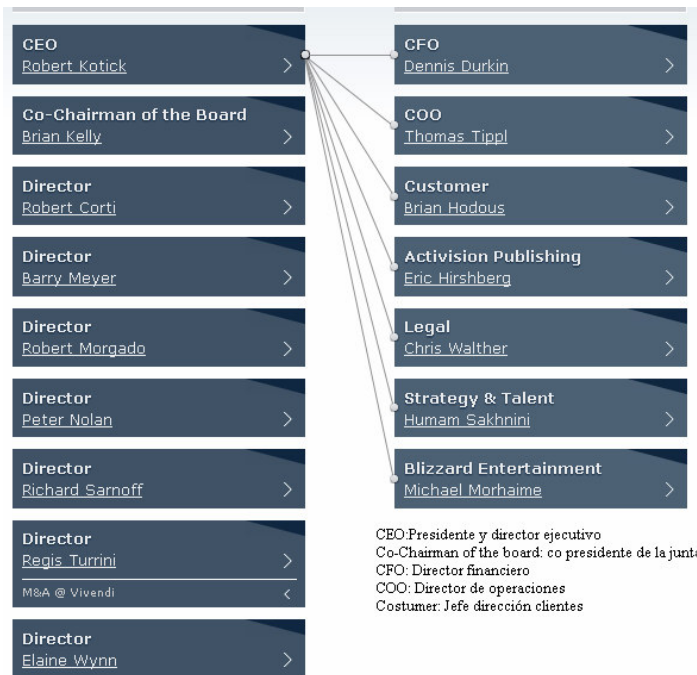 CEO
Robert Kotick
Co-Chairman of the Board
Brian Kelly
Director
Robert Corti
Director
Barry Meyer
Director
Robert Morgado
Director
Peter Nolan
Director
Richard Sarnoff
Director
Regis Turrini
M&A @ Vivendi
Director
Elaine Wynn
CFO
Dennis Durkin
COO
Thomas Tippl
Customer
Brian Hodous
Activision Publishing
Eric Hirshberg
Legal
Chris Walther
Strategy & Talent
Humam Sakhnini
Blizzard Entertainment
Michael Morhaime
CEO:Presidente y director ejecutivo
Co-Chairman of the board: co presidente de la junta
CFO: Director financiero
COO: Director de operaciones
Costumer: Jefe dirección clientes